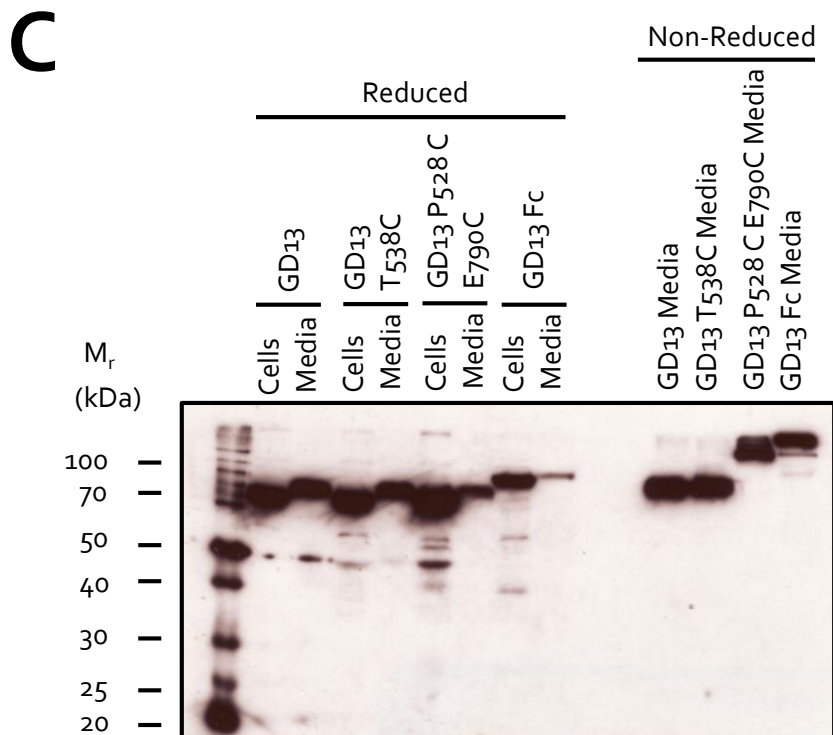 C
Non-Reduced
Reduced
GD13
GD13
T538C
GD13 P528 C
E790C
GD13 Fc
Cells
Media
Cells
Media
Cells
Media
Cells
Media
GD13 Media
GD13 T538C Media
GD13 P528 C E790C Media
GD13 Fc Media
Mr
(kDa)
100
70
50
40
30
25
20